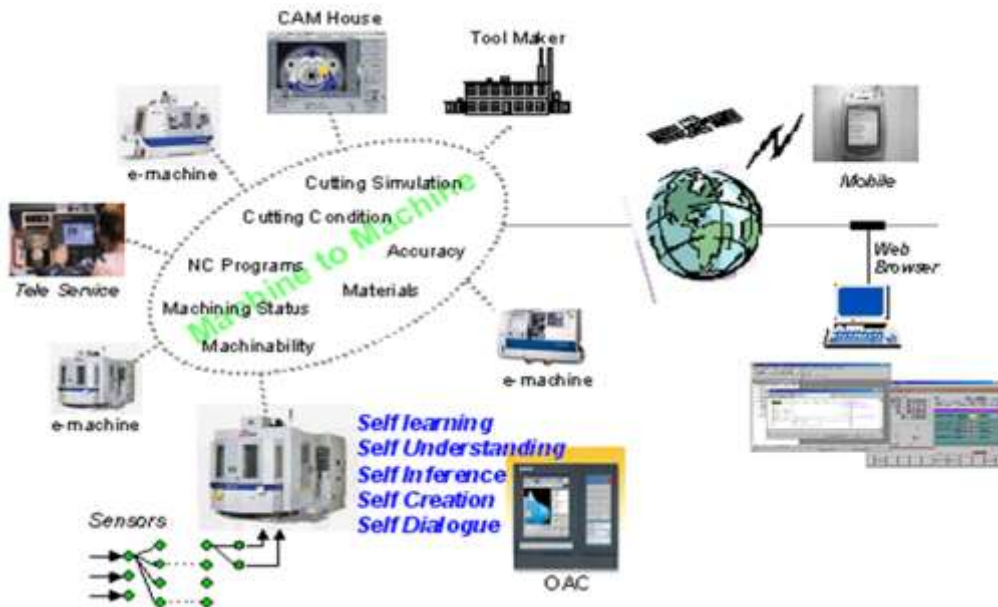 CAM House
Tool Maker
e-machine
Cutting Simulation
Cutting Condition
Accuracy
NC Programs
Materials
Machining Status
Machinability
Machine to Machine
Mobile
Web
Browser
Tele Service
e-machine
e-machine
Self learning
Self Understanding
Self Inference
Self Creation
Self Dialogue
Sensors
OAC